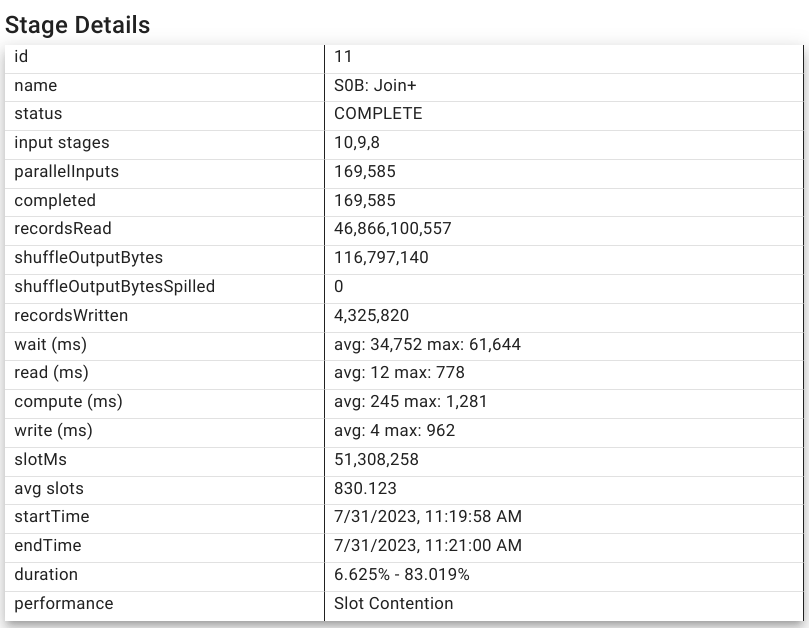 Stage Details
id 11
name S0B: Join+
status COMPLETE
input stages 10,9,8
parallelInputs 169,585
completed 169,585
recordsRead 46,866,100,557
shuffleOutputBytes 116,797,140
shuffleOutputBytesSpilled 0
recordsWritten 4,325,820
wait (ms) avg: 34,752 max: 61,644
read (ms) avg: 12 max: 778
compute (ms) avg: 245 max: 1,281
write (ms) avg: 4 max: 962
slotMs 51,308,258
avg slots 830.123
startTime 7/31/2023, 11:19:58 AM
endTime 7/31/2023, 11:21:00 AM
duration 6.625% - 83.019%
performance Slot Contention